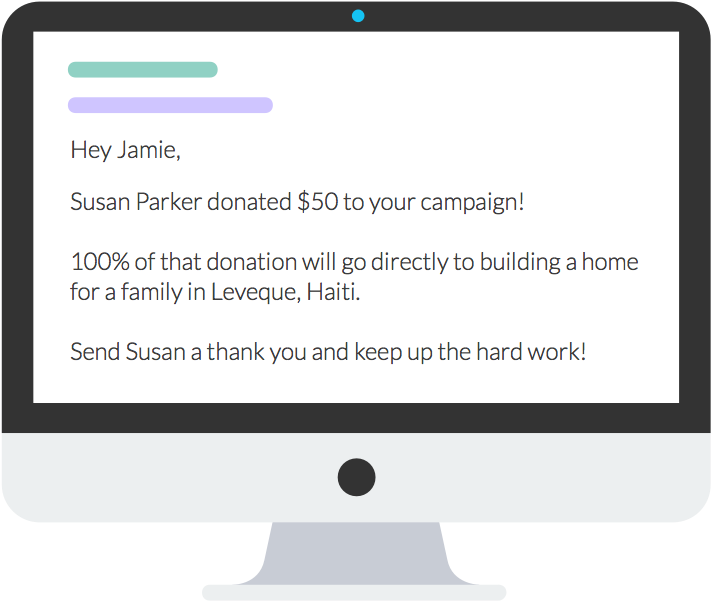 Hey Jamie,
Susan Parker donated $50 to your campaign!
100% of that donation will go directly to building a home
for a family in Leveque, Haiti.
Send Susan a thank you and keep up the hard work!